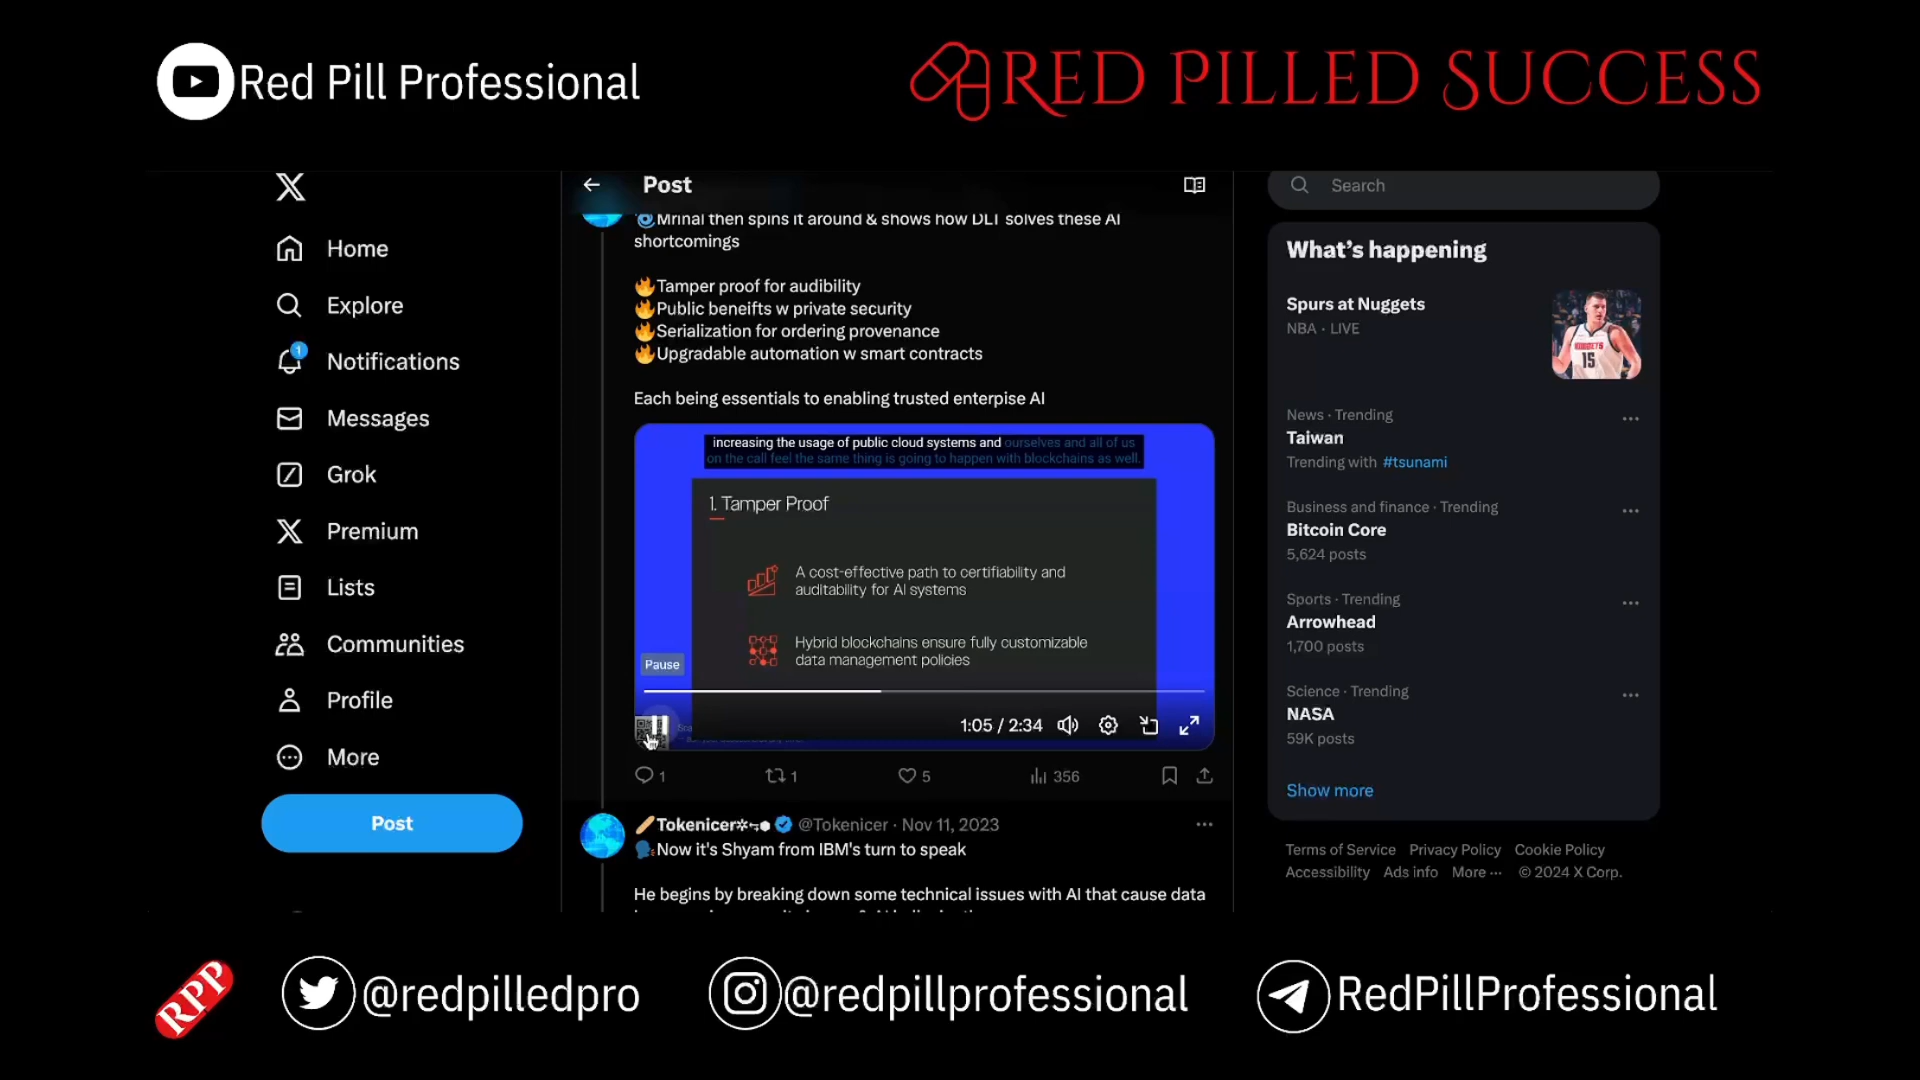 Red Pill Professional
RED PILLED SUCCESS
Home
Explore
1
Notifications
Messages
Grok
Premium
Lists
Communities
Profile
More
Post
Post
Mrinal then spins it around & shows how DLT solves these AI
shortcomings
Tamper proof for audibility
Public beneifts w private security
Serialization for ordering provenance
Upgradable automation w smart contracts
Each being essentials to enabling trusted enterpise AI
increasing the usage of public cloud systems and ourselves and all of us
on the call feel the same thing is going to happen with blockchains as well.
1. Tamper Proof
A cost-effective path to certifiability and
auditability for AI systems
Hybrid blockchains ensure fully customizable
data management policies
Pause
1:05 / 2:34
1 1 5 356
Tokenicer @Tokenicer · Nov 11, 2023
Now it's Shyam from IBM's turn to speak
He begins by breaking down some technical issues with AI that cause data
Search
What's happening
Spurs at Nuggets
NBA · LIVE
NUGGETS
15
News · Trending
Taiwan
Trending with #tsunami
Business and finance · Trending
Bitcoin Core
5,624 posts
Sports · Trending
Arrowhead
1,700 posts
Science · Trending
NASA
59K posts
Show more
Terms of Service Privacy Policy Cookie Policy
Accessibility Ads info More ··· © 2024 X Corp.
RPP
@redpilledpro
@redpillprofessional
RedPillProfessional